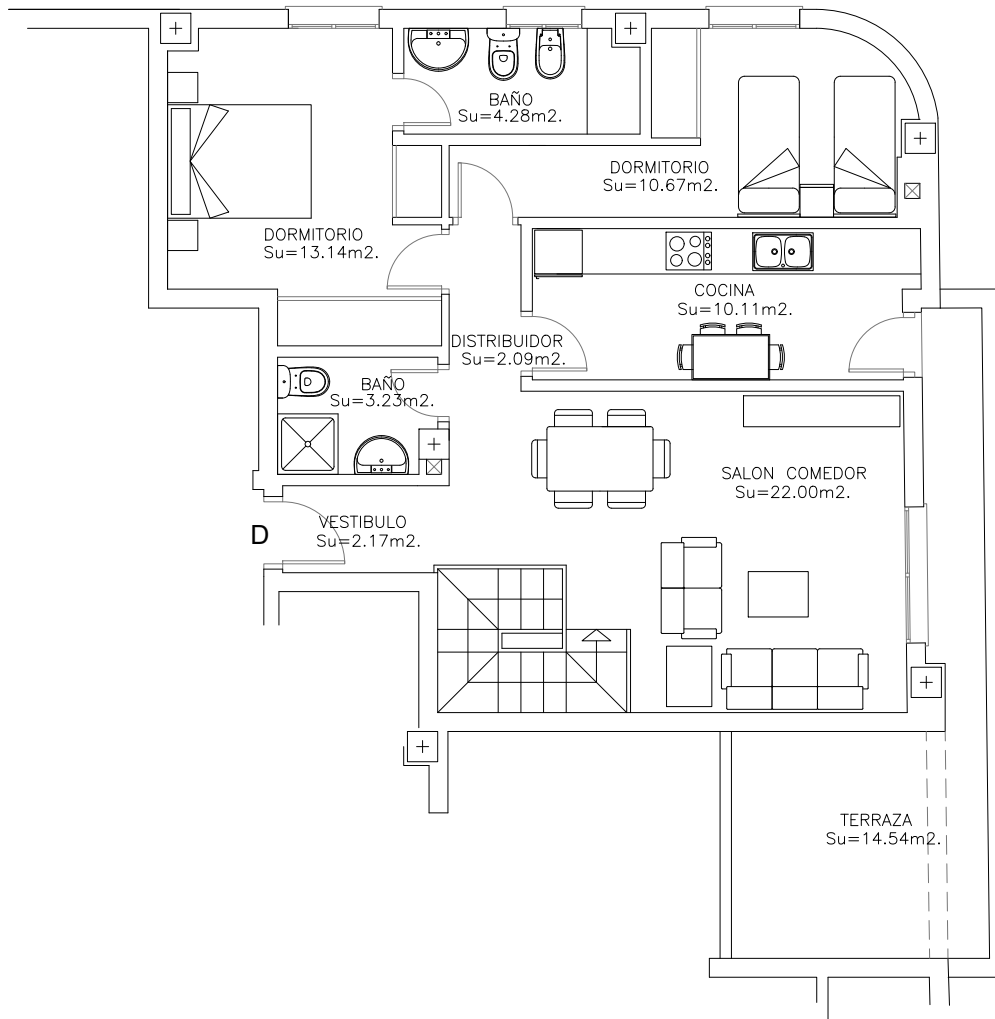 BAÑO
Su=4.28m2.
DORMITORIO
Su=10.67m2.
DORMITORIO
Su=13.14m2.
COCINA
Su=10.11m2.
DISTRIBUIDOR
Su=2.09m2.
BAÑO
Su=3.23m2.
SALON COMEDOR
Su=22.00m2.
VESTIBULO
Su=2.17m2.
D
TERRAZA
Su=14.54m2.